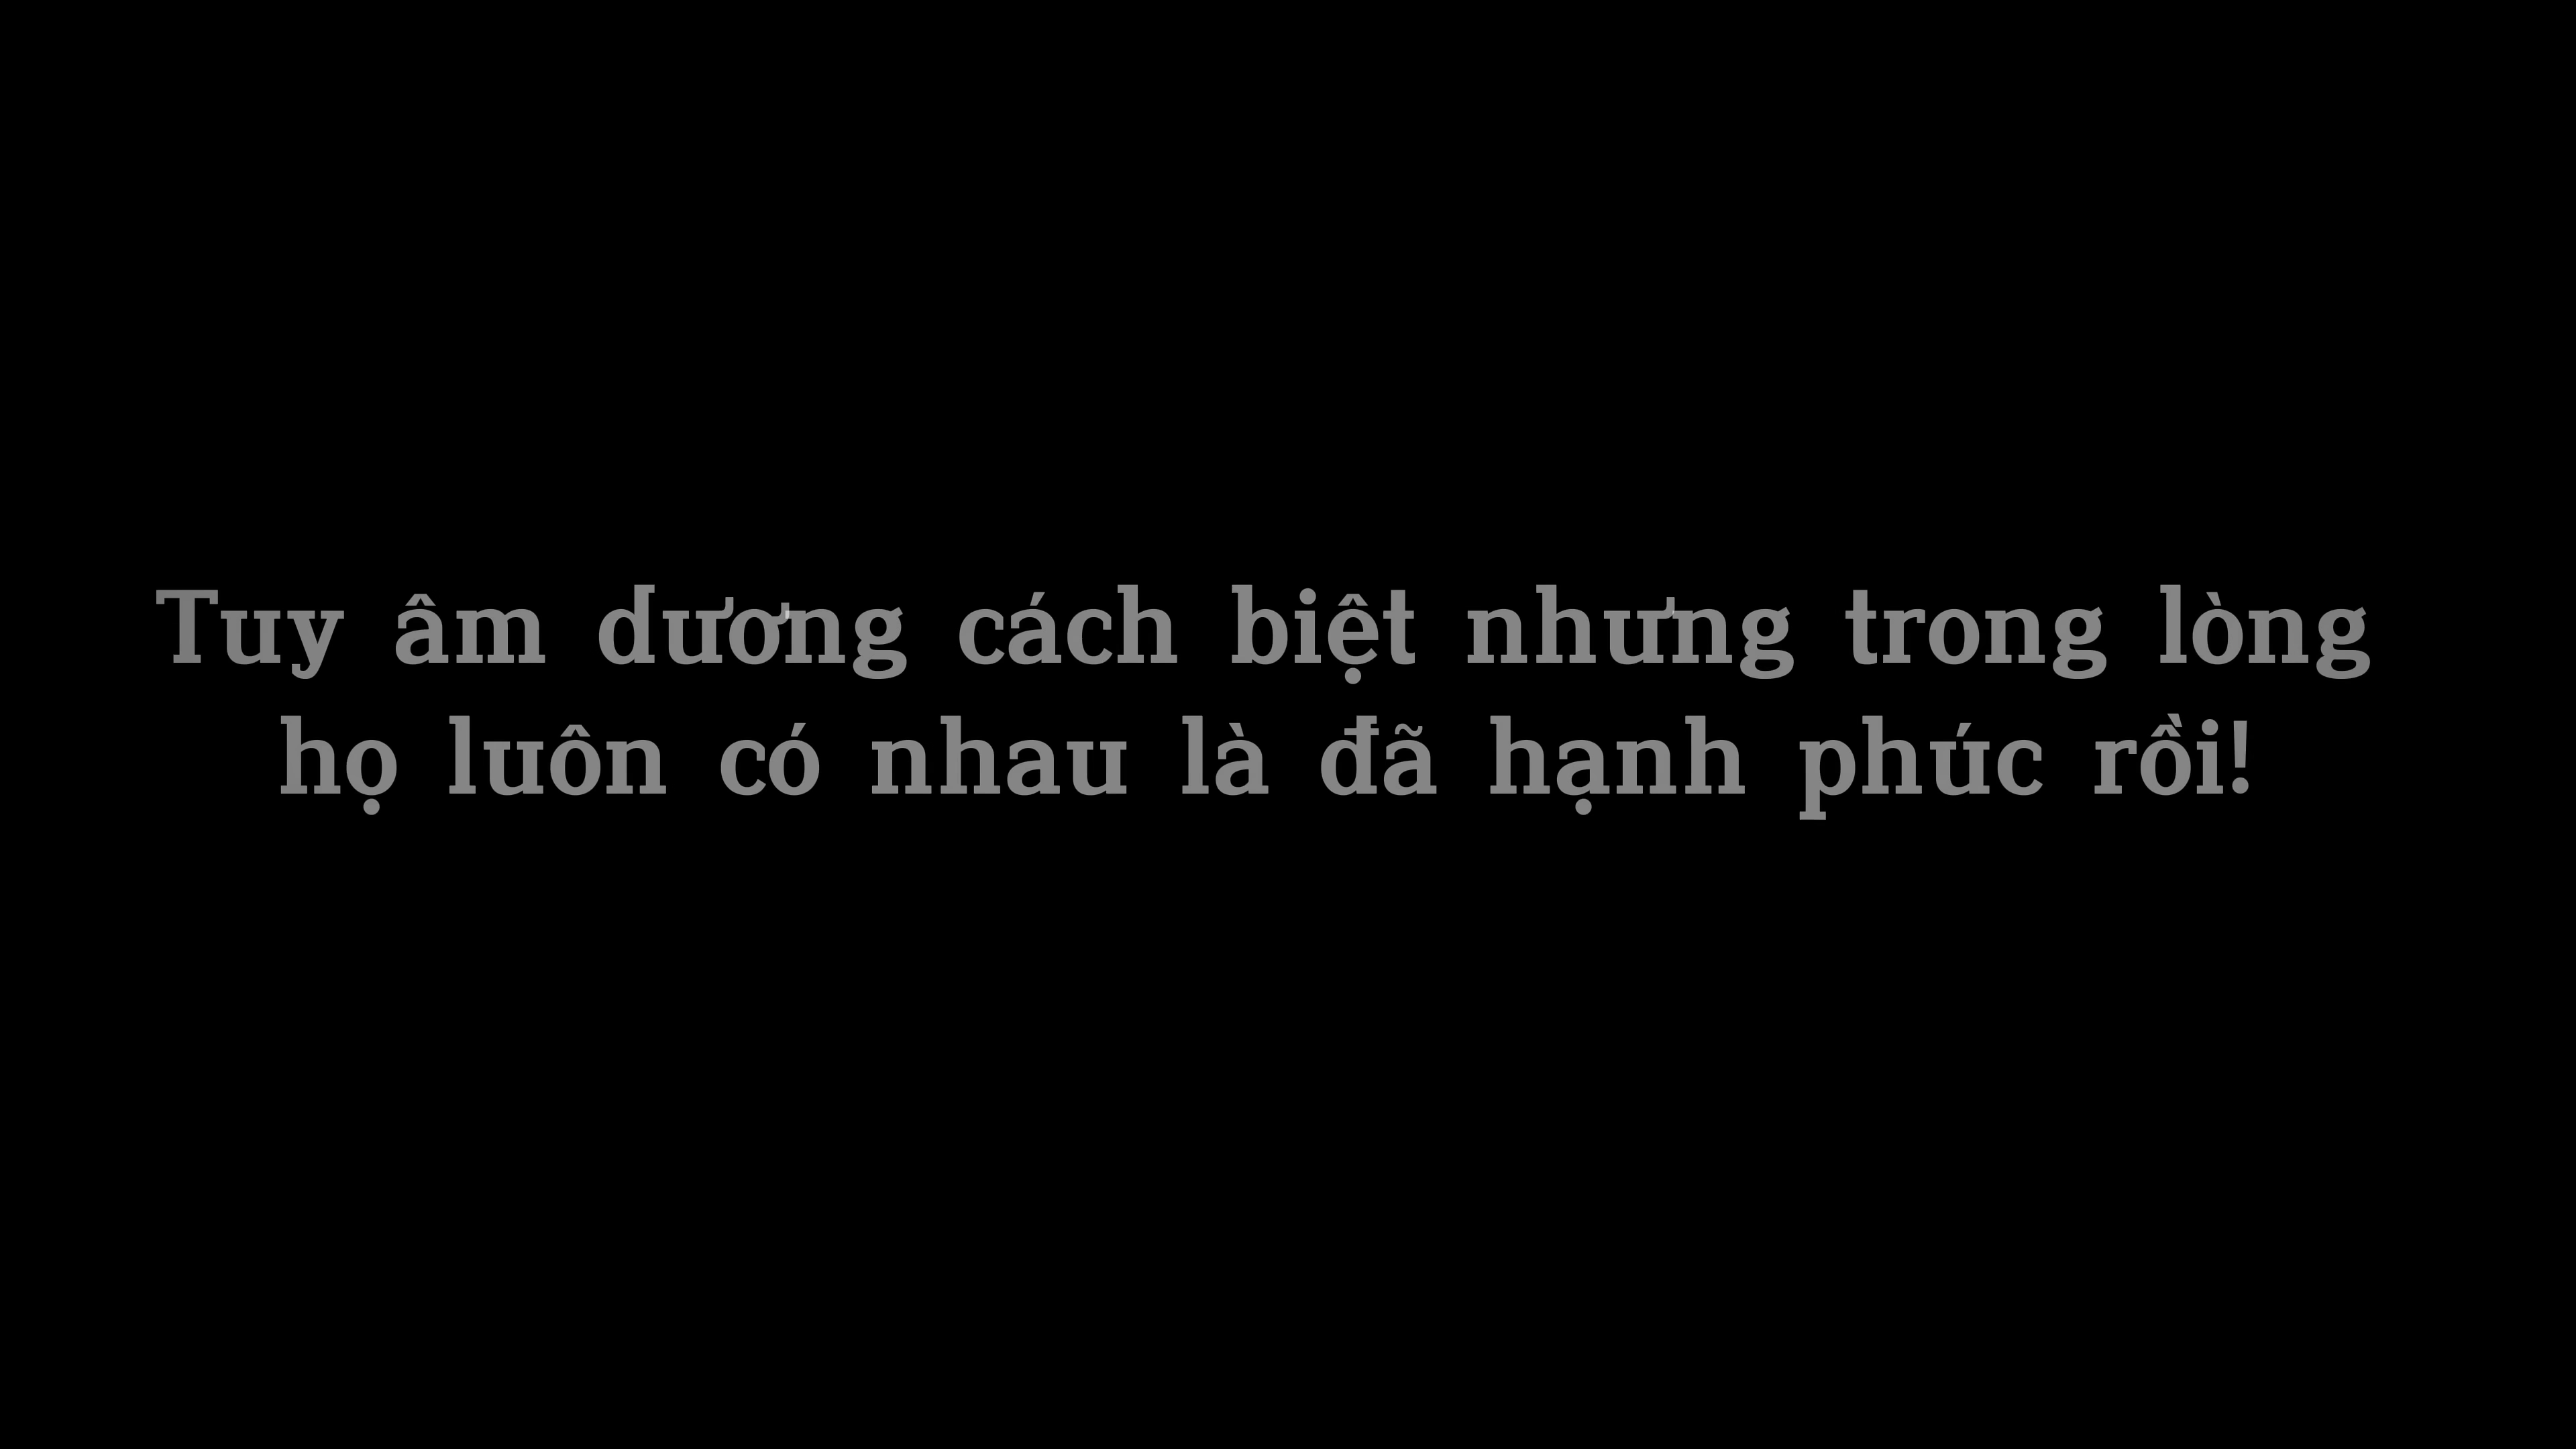 Tuy âm dương cách biệt nhưng trong lòng
họ luôn có nhau là đã hạnh phúc rồi!